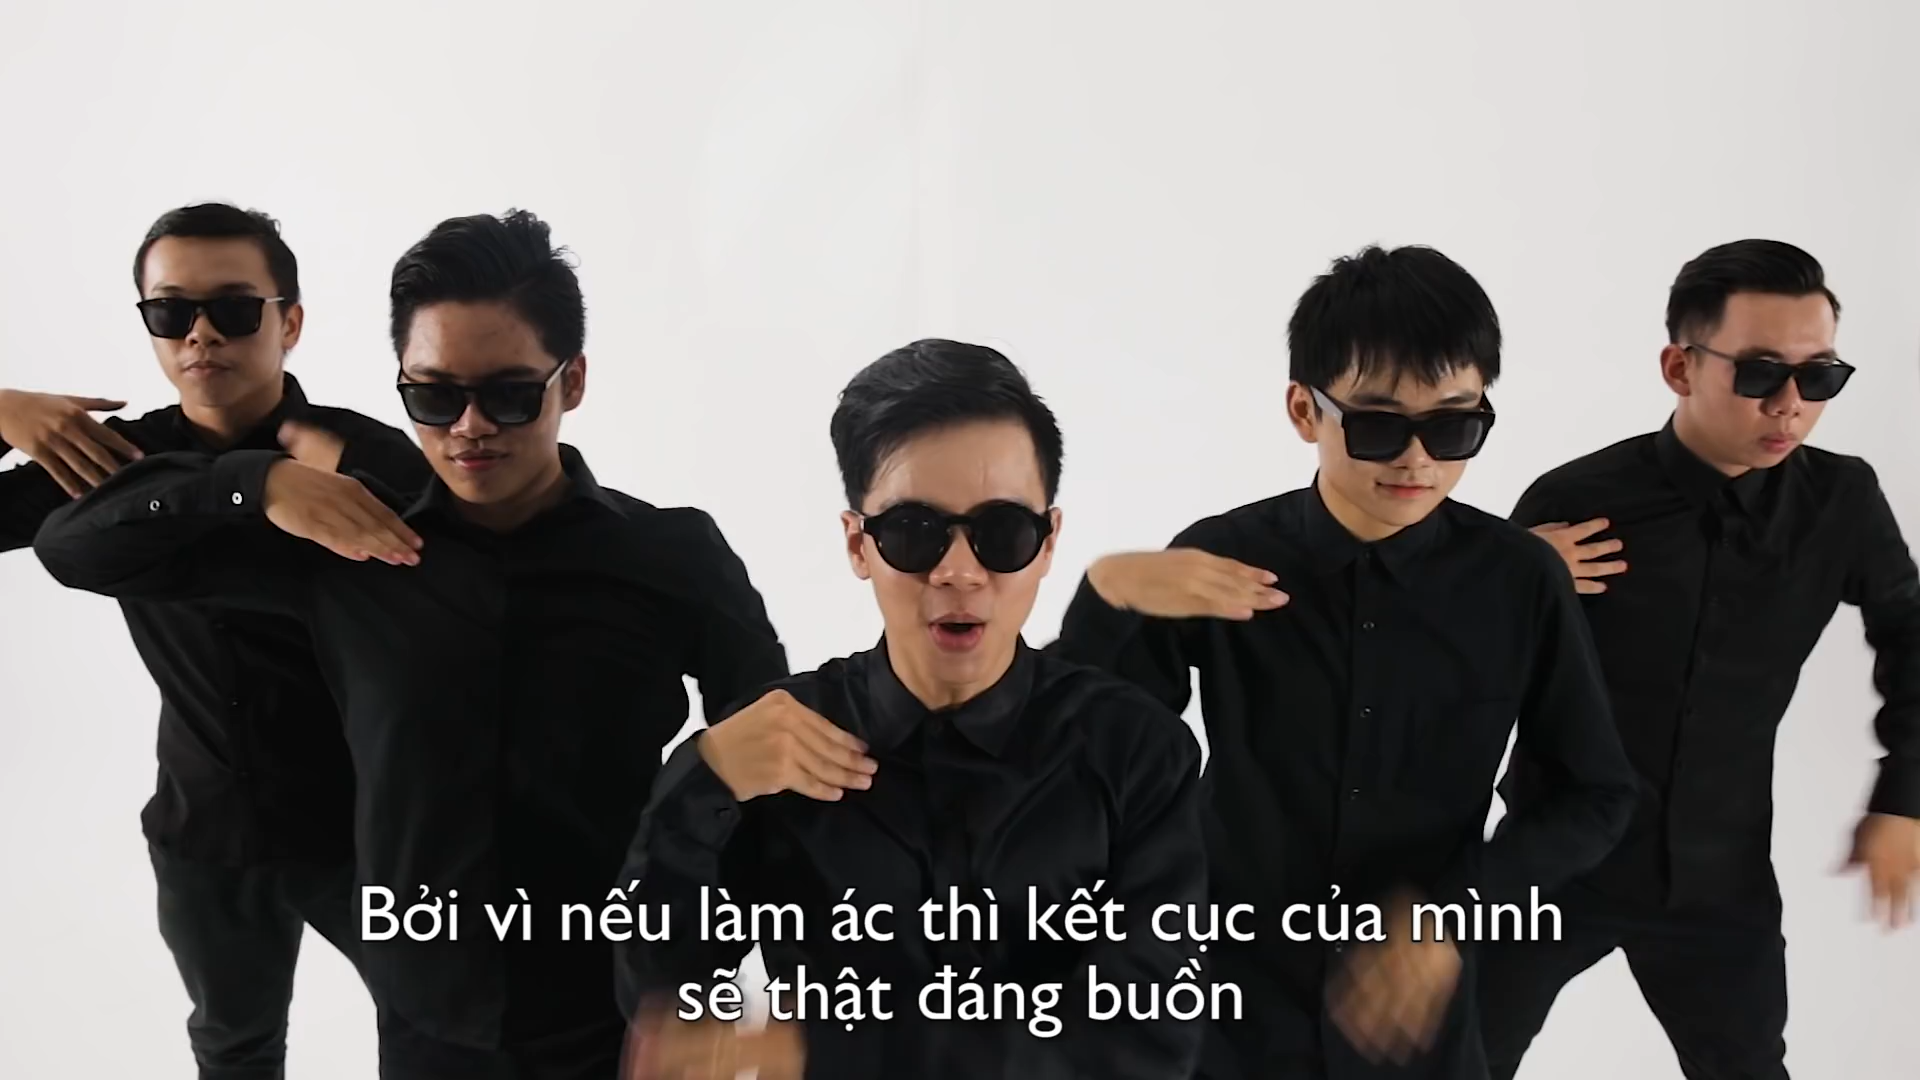 Bởi vì nếu làm ác thì kết cục của mình
sẽ thật đáng buồn